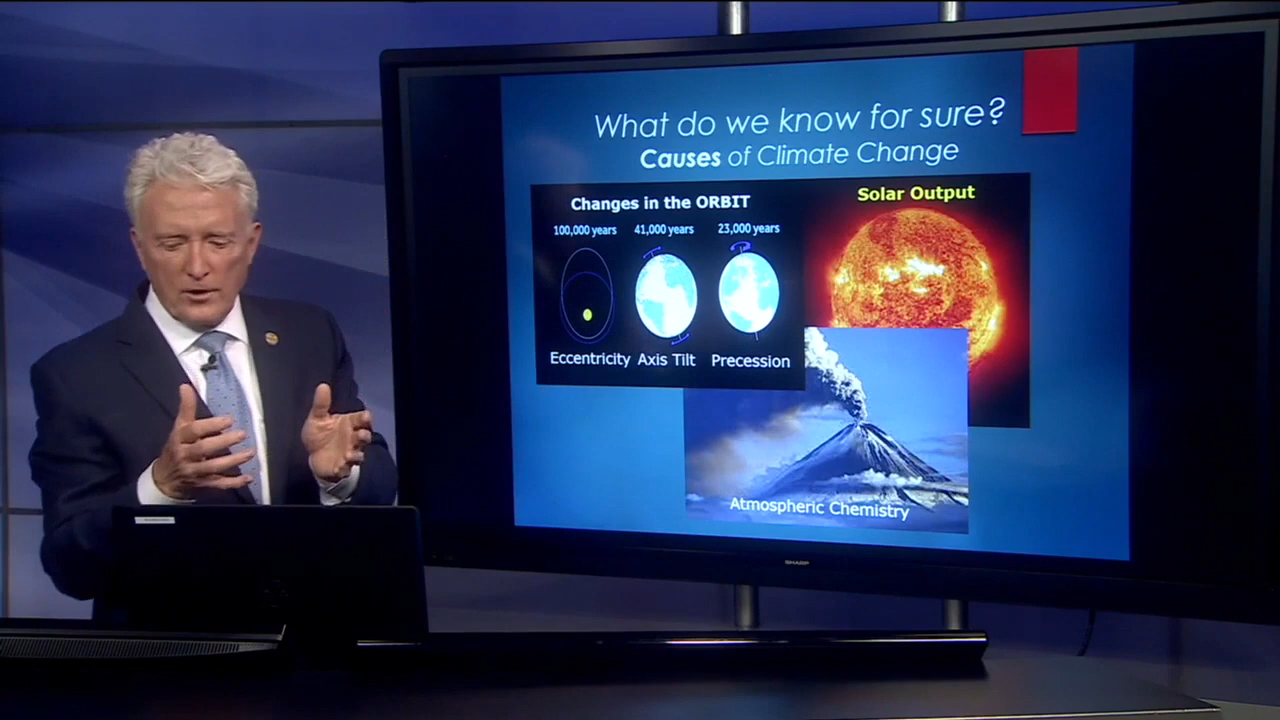 What do we know for sure?
Causes of Climate Change
Changes in the ORBIT
100,000 years 41,000 years 23,000 years
Eccentricity Axis Tilt Precession
Solar Output
Atmospheric Chemistry
SHARP